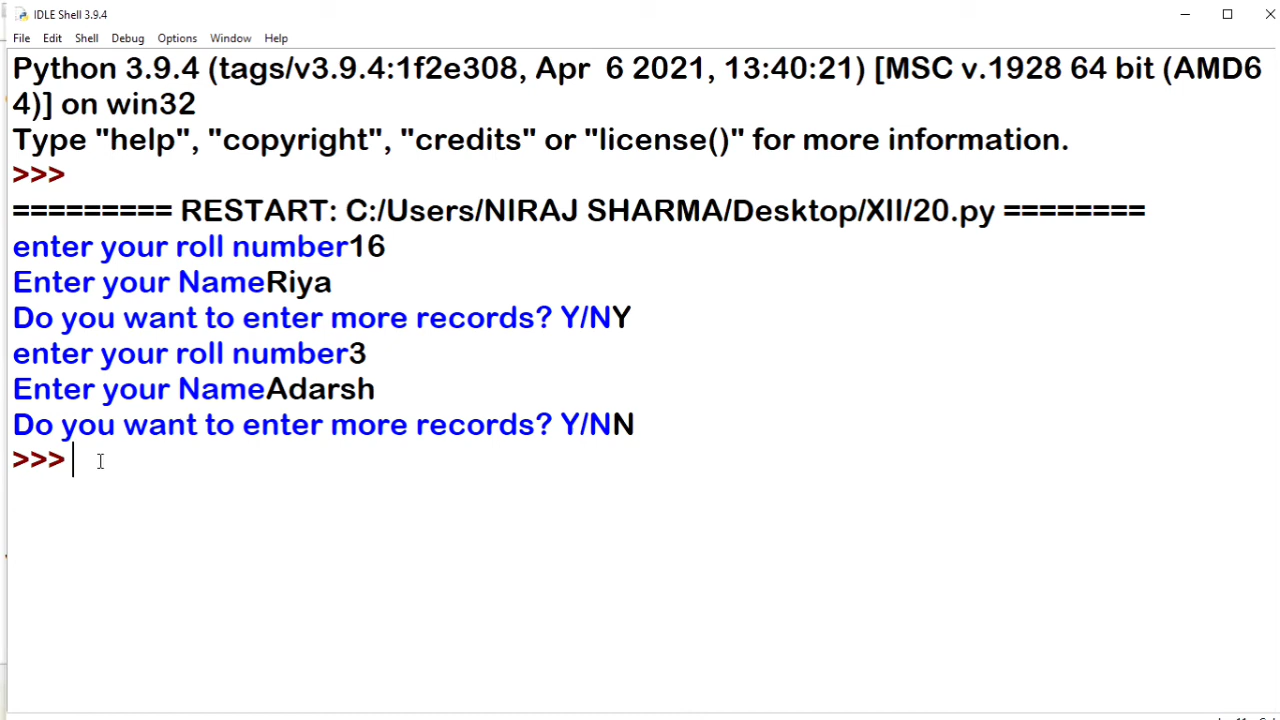 IDLE Shell 3.9.4
File Edit Shell Debug Options Window Help
Python 3.9.4 (tags/v3.9.4:1f2e308, Apr  6 2021, 13:40:21) [MSC v.1928 64 bit (AMD6
4)] on win32
Type "help", "copyright", "credits" or "license()" for more information.
>>>
========= RESTART: C:/Users/NIRAJ SHARMA/Desktop/XII/20.py ========
enter your roll number16
Enter your NameRiya
Do you want to enter more records? Y/NY
enter your roll number3
Enter your NameAdarsh
Do you want to enter more records? Y/NN
>>>